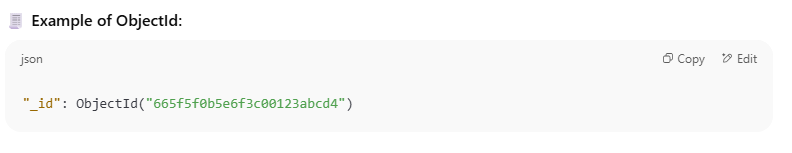 Example of ObjectId:
json
Copy
Edit
"_id": ObjectId("665f5f0b5e6f3c00123abcd4")